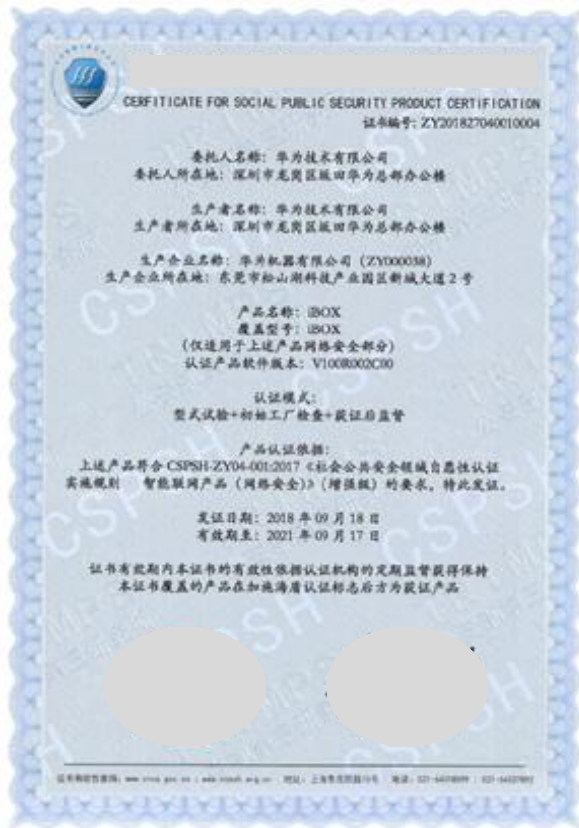 CERFITICATE FOR SOCIAL PUBLIC SECURITY PRODUCT CERTIFICATION
证书编号: ZY201827040010004
委托人名称: 华为技术有限公司
委托人所在地: 深圳市龙岗区坂田华为总部办公楼
生产者名称: 华为技术有限公司
生产者所在地: 深圳市龙岗区坂田华为总部办公楼
生产企业名称: 华为机器有限公司 (ZY000038)
生产企业所在地: 东莞市松山湖科技产业园区新城大道2号
产品名称: iBOX
覆盖型号: iBOX
(仅适用于上述产品网络安全部分)
认证产品软件版本: V100R002C00
认证模式:
型式试验+初始工厂检查+获证后监督
产品认证依据:
上述产品符合 CSPSH-ZY04-001:2017《社会公共安全领域自愿性认证
实施规则 智能联网产品(网络安全)》(增强级)的要求, 特此发证。
发证日期: 2018 年 09 月 18 日
有效期至: 2021 年 09 月 17 日
证书有效期内本证书的有效性依据认证机构的定期监督获得保持
本证书覆盖的产品在加施海盾认证标志后方为获证产品
CSPSH